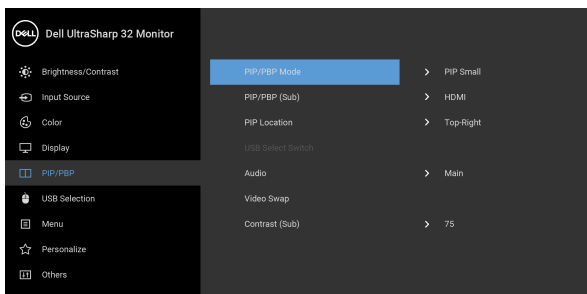 DELL Dell UltraSharp 32 Monitor
Brightness/Contrast
Input Source
Color
Display
PIP/PBP
USB Selection
Menu
Personalize
Others
PIP/PBP Mode > PIP Small
PIP/PBP (Sub) > HDMI
PIP Location > Top-Right
USB Select Switch
Audio > Main
Video Swap
Contrast (Sub) > 75